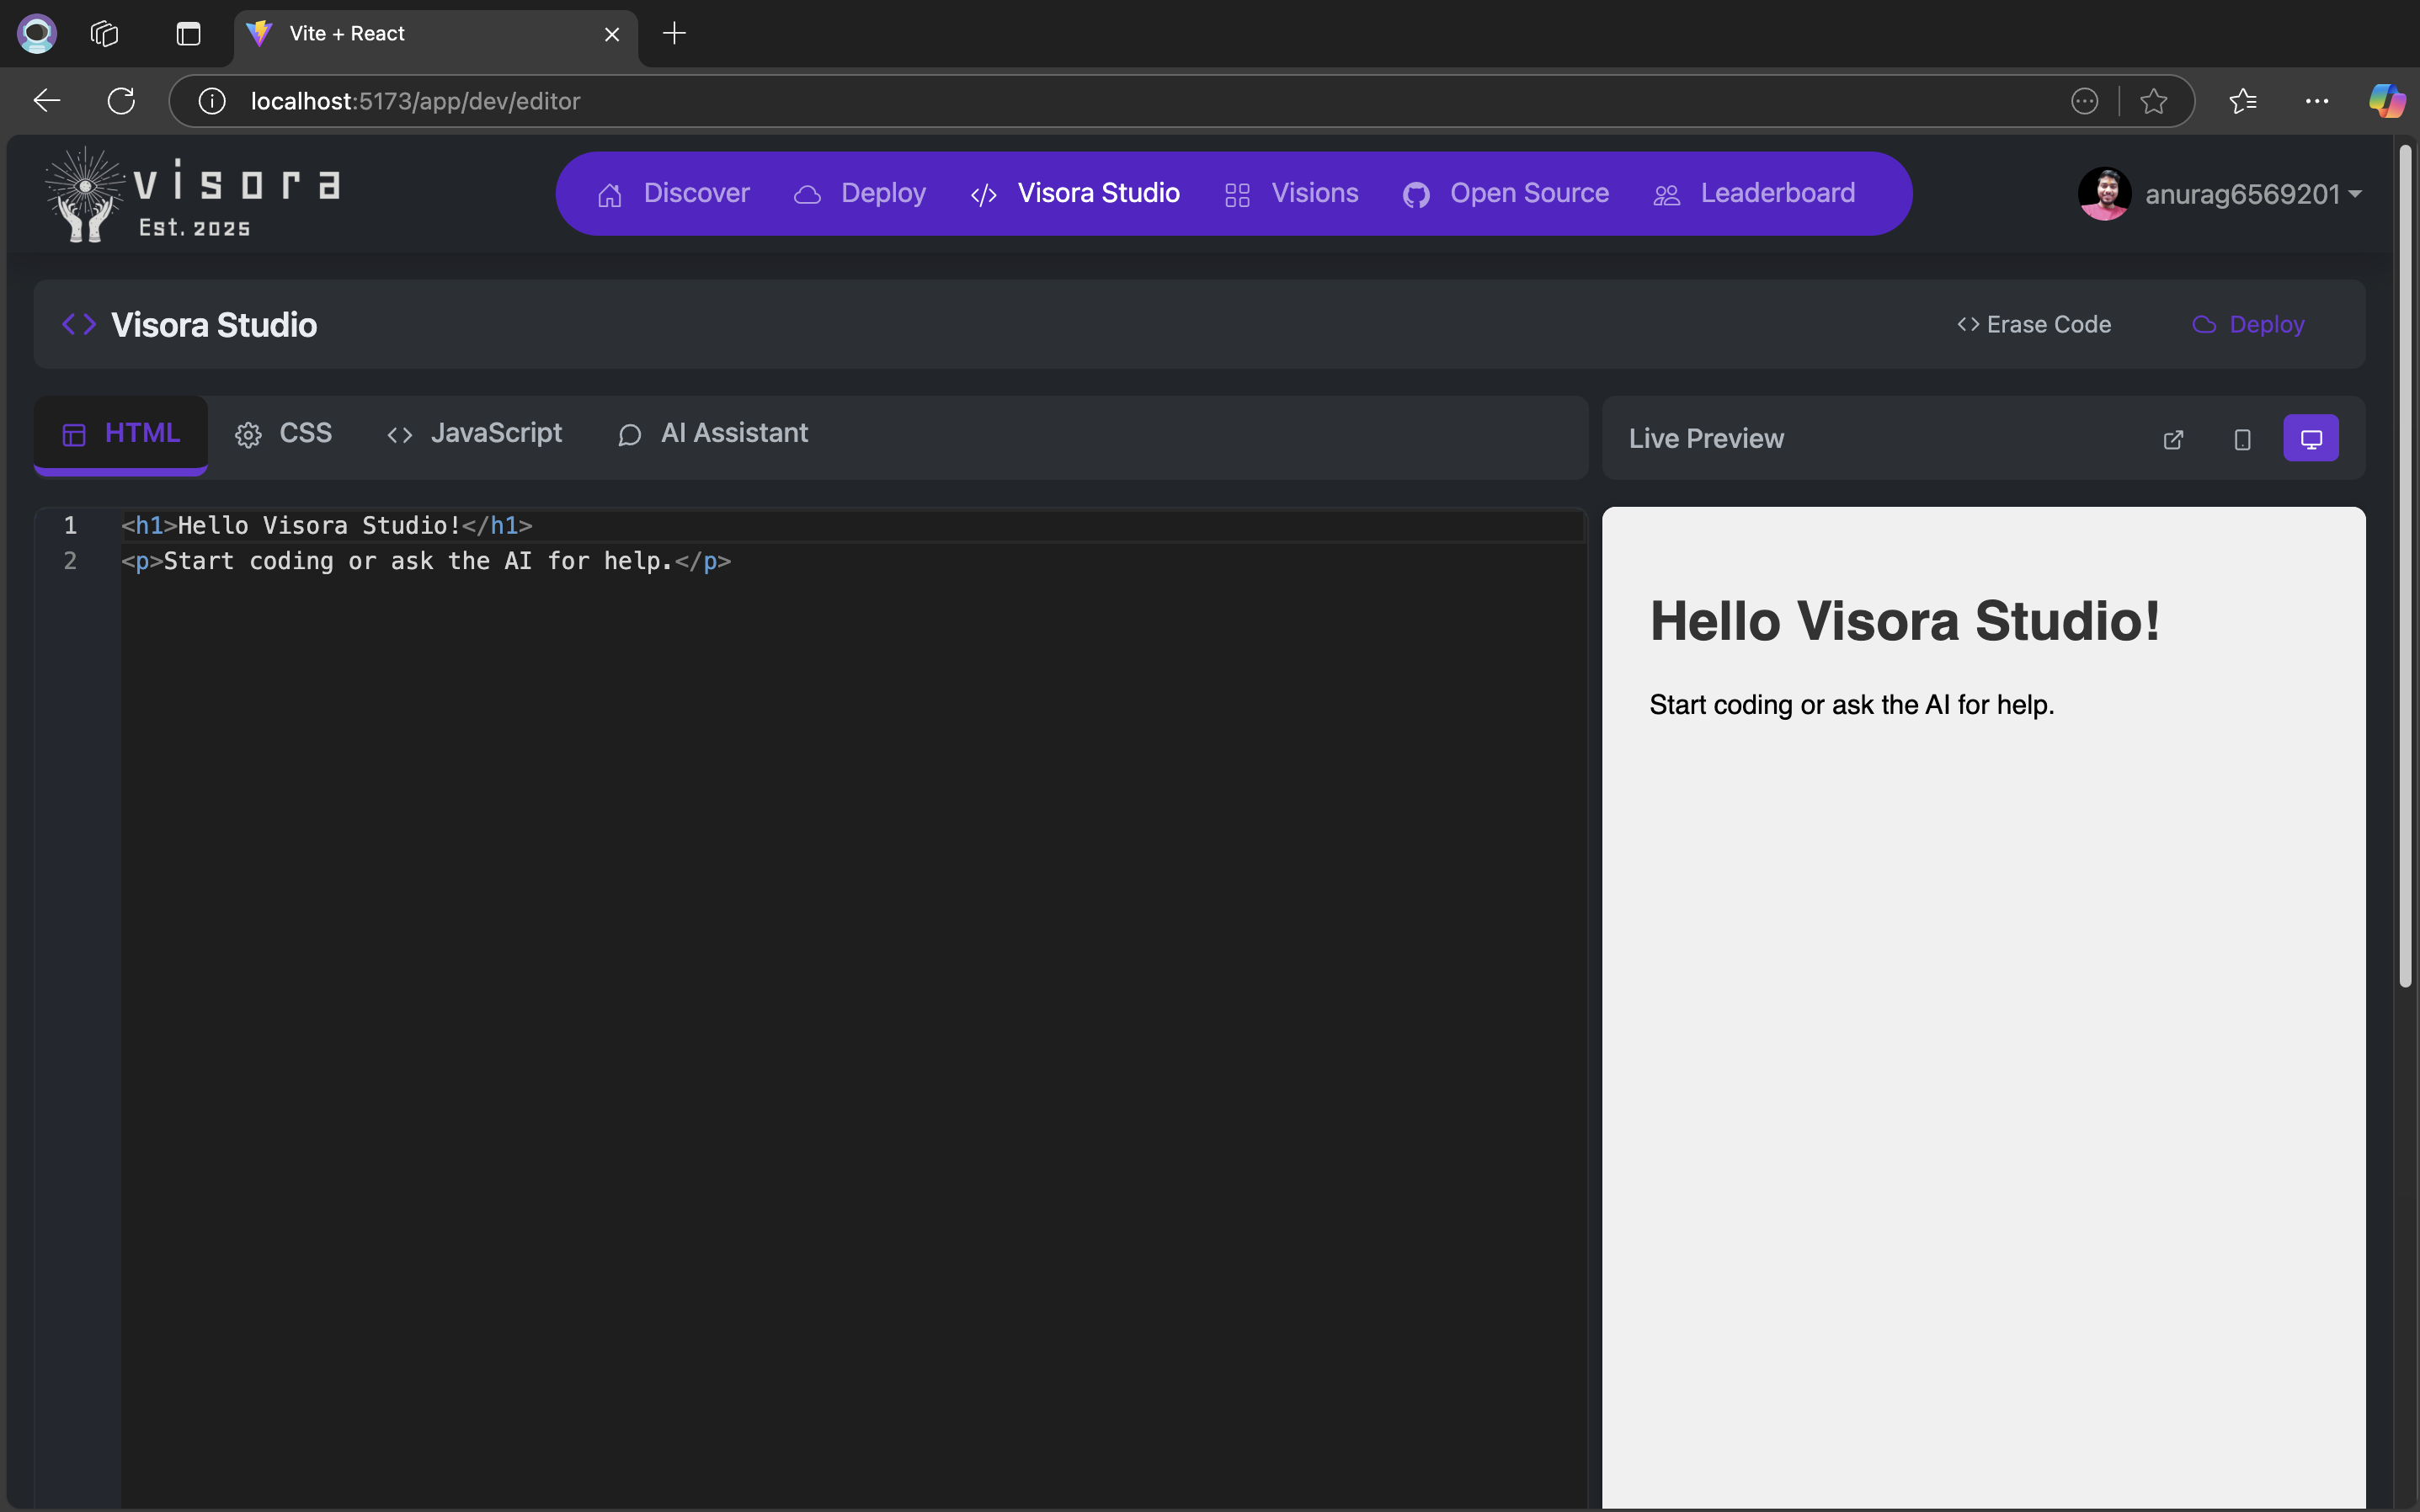 Vite + React
localhost:5173/app/dev/editor
visora
Est. 2025
Discover
Deploy
Visora Studio
Visions
Open Source
Leaderboard
anurag6569201
Visora Studio
Erase Code
Deploy
HTML
CSS
JavaScript
AI Assistant
Live Preview
1 <h1>Hello Visora Studio!</h1>
2 <p>Start coding or ask the AI for help.</p>
Hello Visora Studio!
Start coding or ask the AI for help.